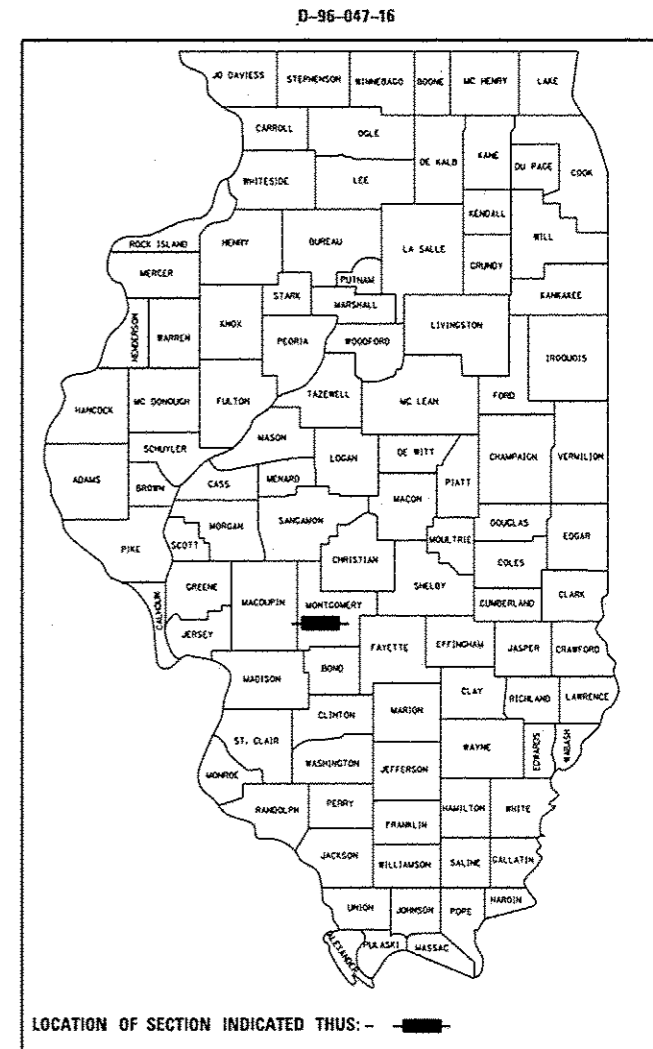 D-96-047-16
JO DAVIESS STEPHENSON WINNEBAGO BOONE MC HENRY LAKE
CARROLL OGLE
DE KALB KANE DU PAGE COOK
WHITESIDE LEE
KENDALL
WILL
ROCK ISLAND HENRY BUREAU LA SALLE
GRUNDY
MERCER PUTNAM
KANKAKEE
STARK MARSHALL
HENDERSON WARREN KNOX PEORIA WOODFORD LIVINGSTON
IROQUOIS
HANCOCK MC DONOUGH FULTON TAZEWELL MC LEAN FORD
MASON
SCHUYLER LOGAN DE WITT CHAMPAIGN VERMILION
ADAMS BROWN CASS MENARD MACON PIATT
MORGAN SANGAMON DOUGLAS
PIKE SCOTT MOULTRIE EDGAR
CHRISTIAN COLES
GREENE SHELBY
CALHOUN MACOUPIN MONTGOMERY CUMBERLAND CLARK
JERSEY
FAYETTE EFFINGHAM JASPER CRAWFORD
MADISON BOND
CLAY RICHLAND LAWRENCE
CLINTON MARION
ST. CLAIR WAYNE EDWARDS WABASH
WASHINGTON JEFFERSON
MONROE
RANDOLPH PERRY HAMILTON WHITE
FRANKLIN
JACKSON WILLIAMSON SALINE GALLATIN
UNION JOHNSON POPE HARDIN
ALEXANDER PULASKI MASSAC
LOCATION OF SECTION INDICATED THUS: -